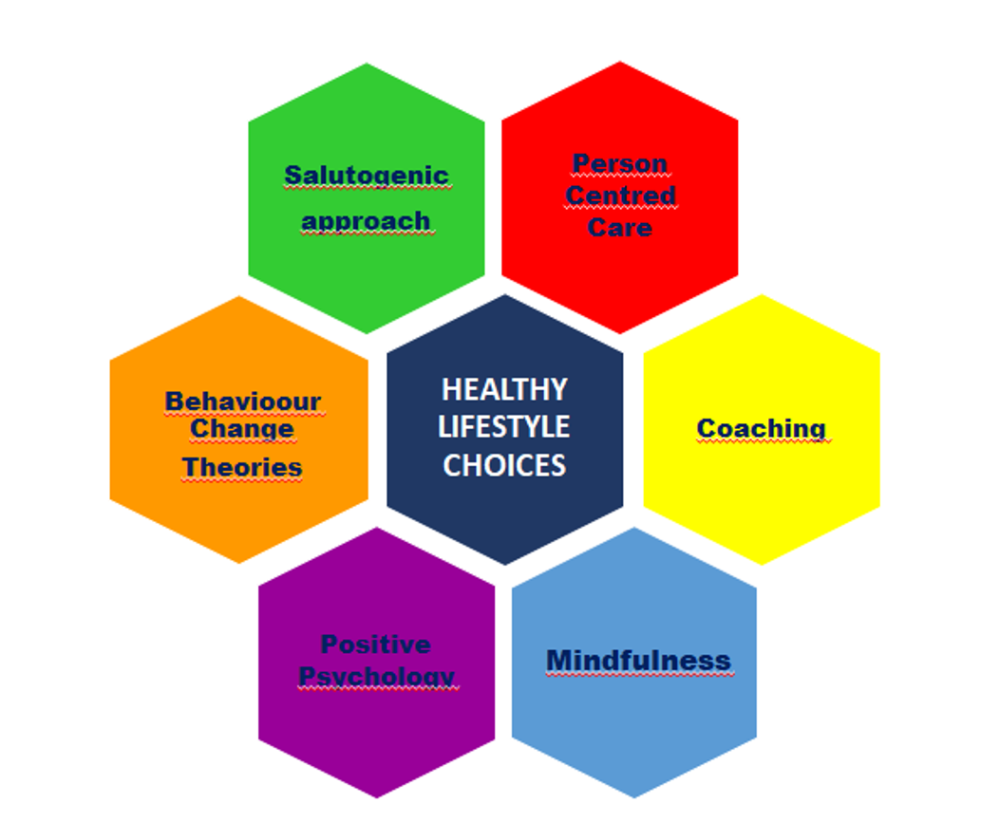 Salutogenic
approach
Person
Centred
Care
Behavioour
Change
Theories
HEALTHY
LIFESTYLE
CHOICES
Coaching
Positive
Psychology
Mindfulness